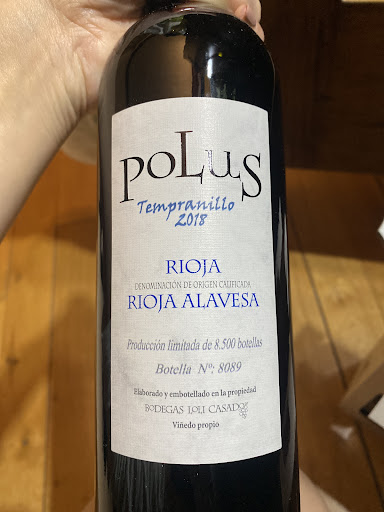 POLUS
Tempranillo
2018
RIOJA
DENOMINACIÓN DE ORIGEN CALIFICADA
RIOJA ALAVESA
Producción limitada de 8.500 botellas
Botella Nº: 8089
Elaborado y embotellado en la propiedad
BODEGAS LOLI CASADO
Viñedo propio